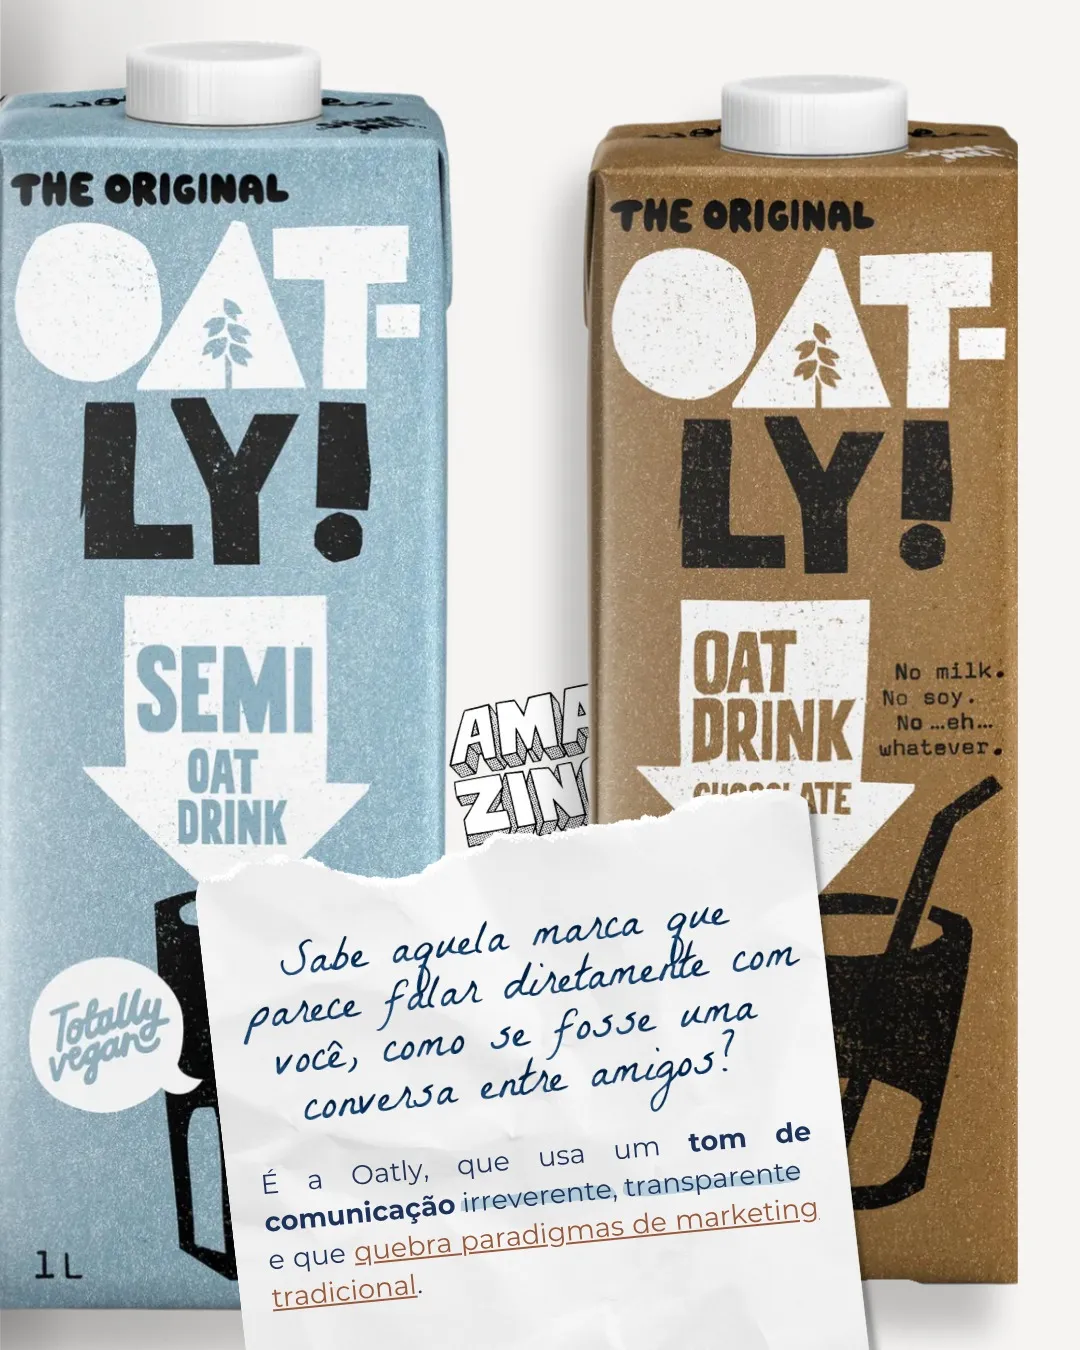 THE ORIGINAL
OAT-
LY!
SEMI
OAT
DRINK
Totally
vegan
1 L
AMA
ZIN
THE ORIGINAL
OAT-
LY!
OAT
DRINK
CHOCOLATE
No milk.
No soy.
No ...eh...
whatever.
Sabe aquela marca que
parece falar diretamente com
você, como se fosse uma
conversa entre amigos?
É a Oatly, que usa um tom de
comunicação irreverente, transparente
e que quebra paradigmas de marketing
tradicional.